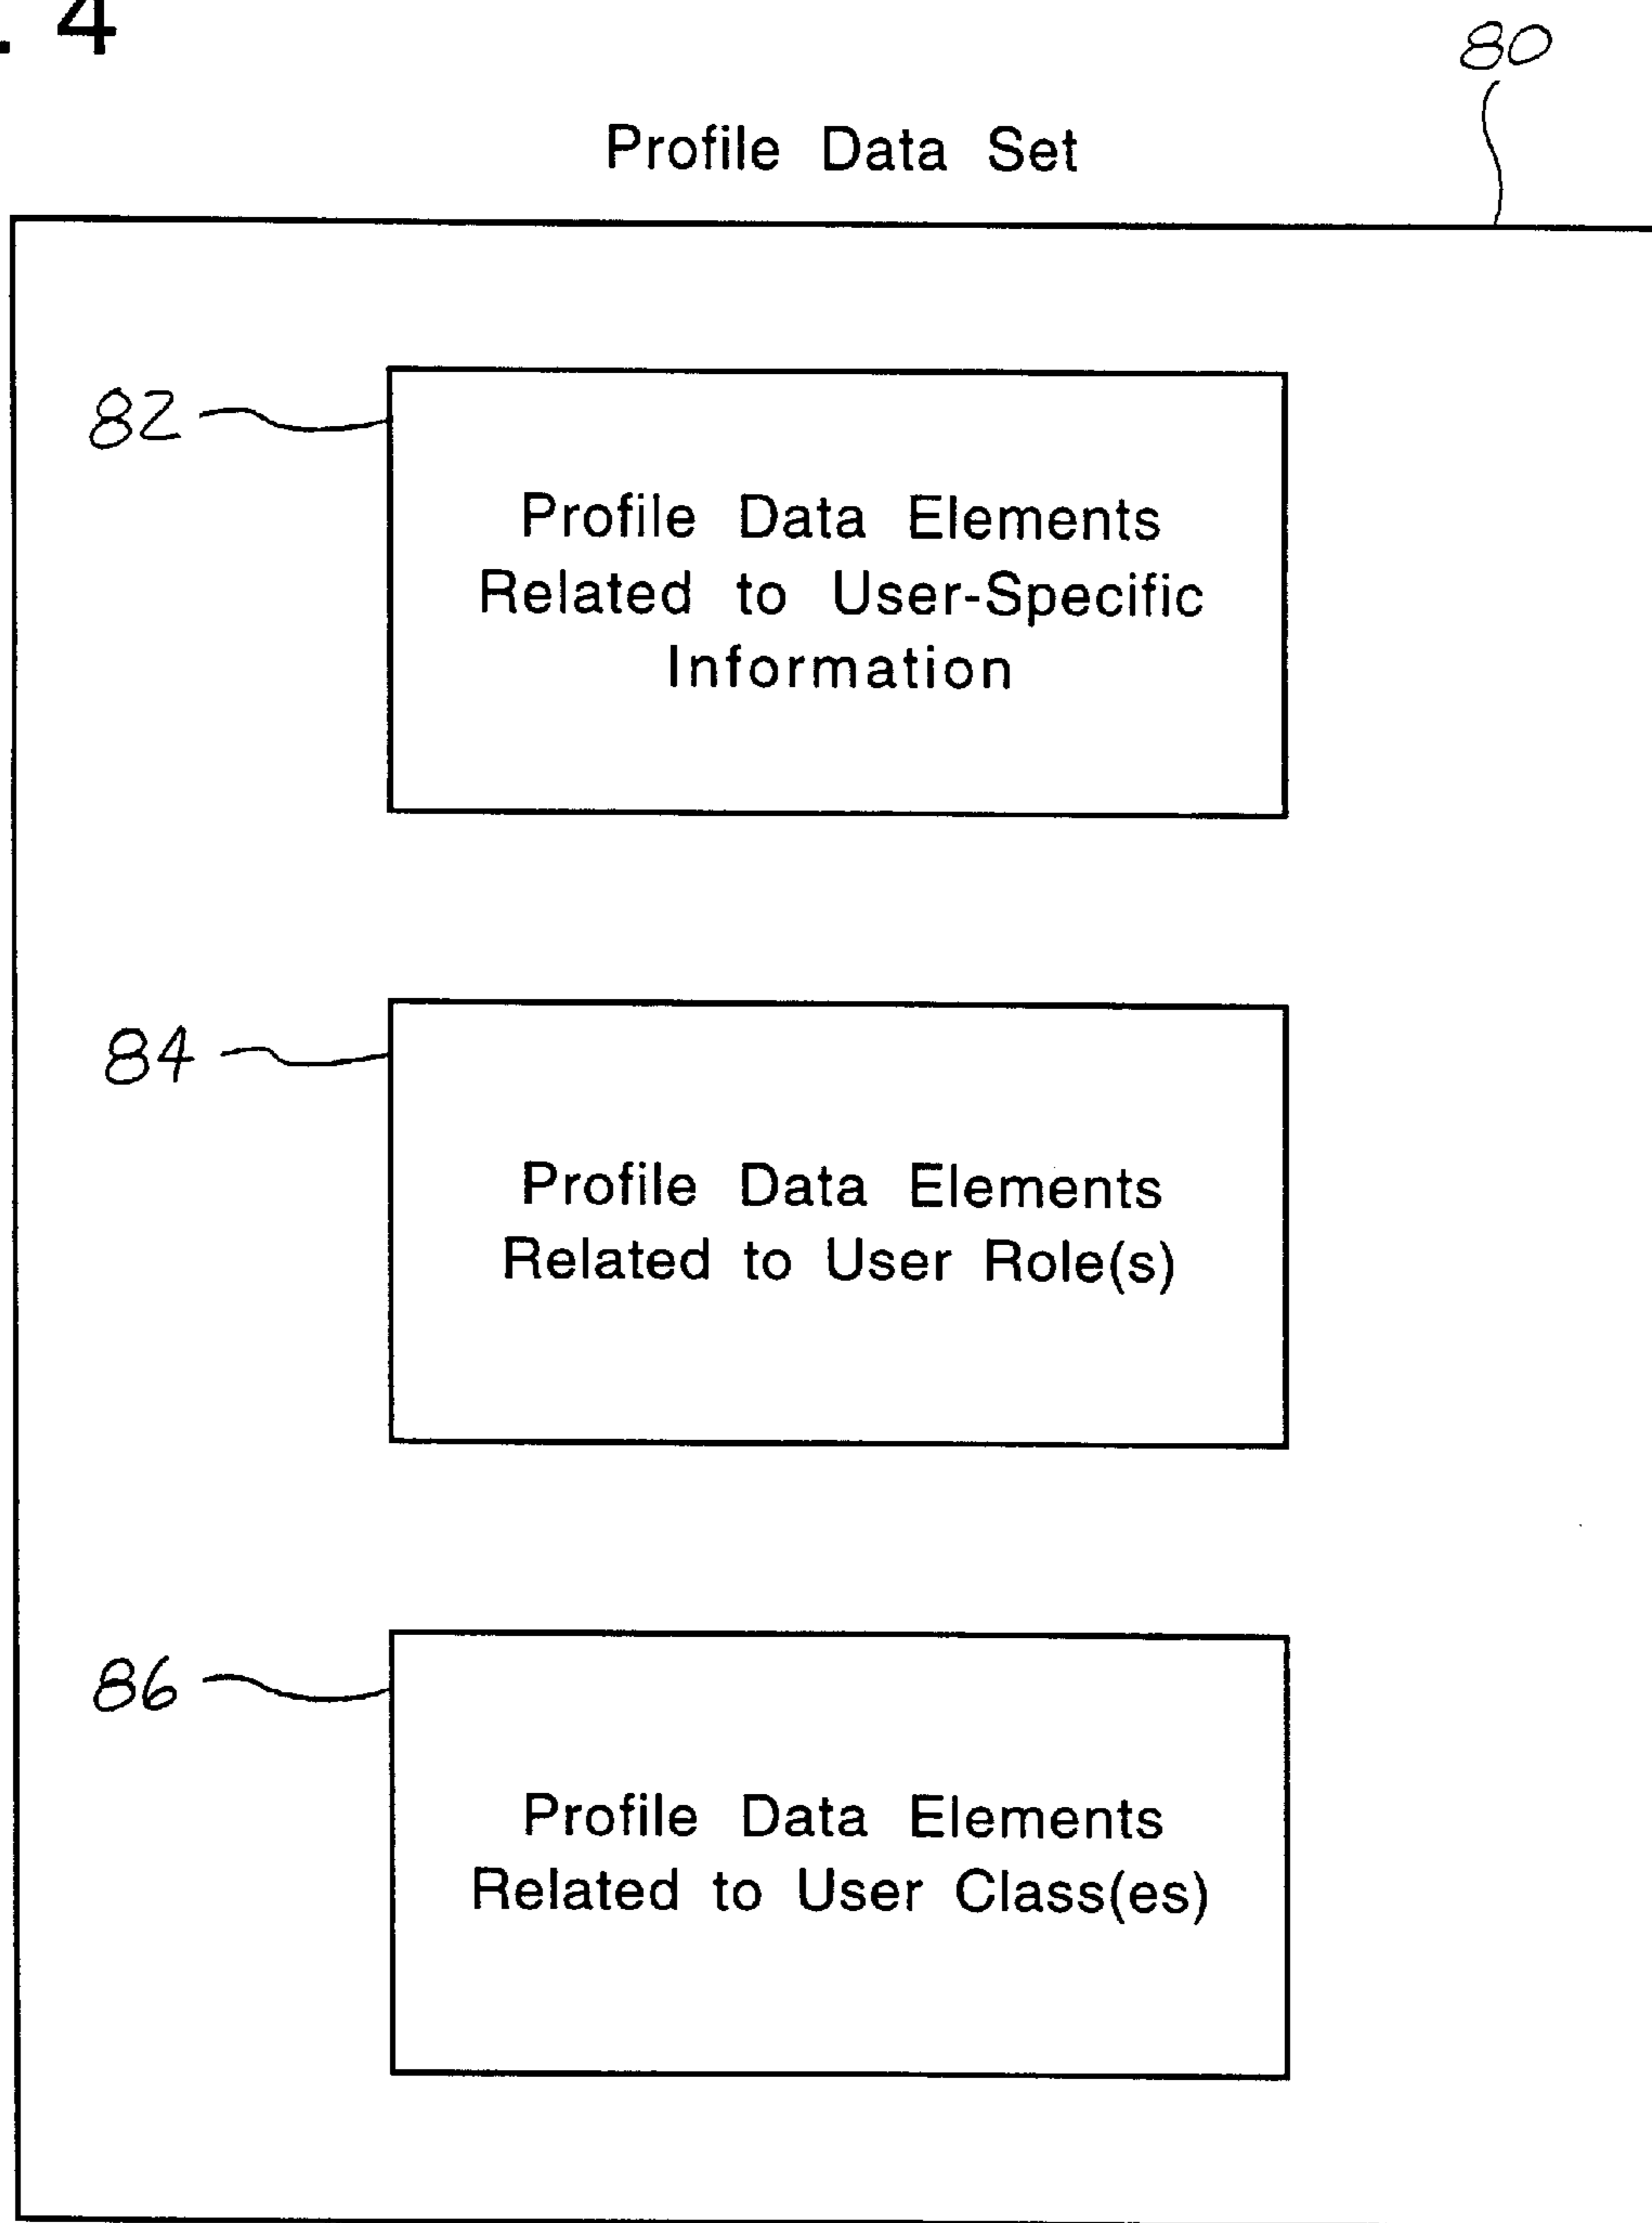 . 4
80
Profile Data Set
82
Profile Data Elements
Related to User-Specific
Information
84
Profile Data Elements
Related to User Role(s)
86
Profile Data Elements
Related to User Class(es)